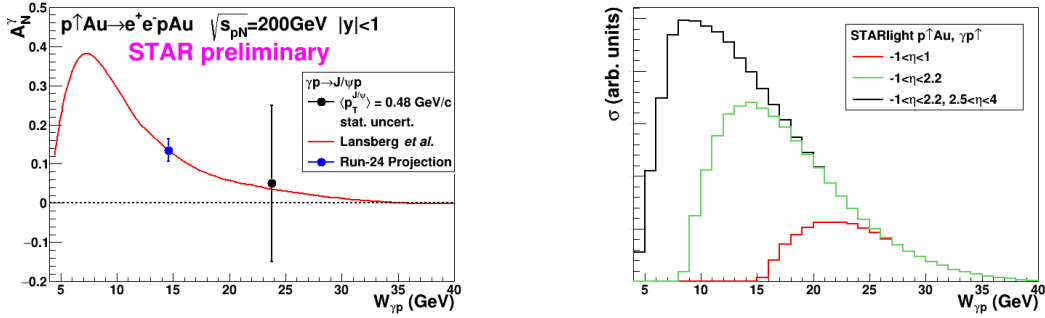 p↑Au→e⁺e⁻pAu √s_pN=200GeV |y|<1
STAR preliminary
A_N^γ
0.5
0.4
0.3
0.2
0.1
0
−0.1
−0.2
γp→J/ψp
⟨p_T^J/ψ⟩ = 0.48 GeV/c
stat. uncert.
Lansberg et al.
Run-24 Projection
5 10 15 20 25 30 35 40
W_γp (GeV)
σ (arb. units)
STARlight p↑Au, γp↑
-1<η<1
-1<η<2.2
-1<η<2.2, 2.5<η<4
5 10 15 20 25 30 35 40
W_γp (GeV)